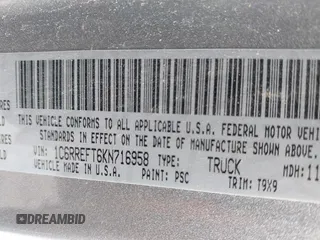 THIS VEHICLE CONFORMS TO ALL APPLICABLE U.S.A. FEDERAL MOTOR VEHI
STANDARDS IN EFFECT ON THE DATE OF MANUFACTURE SHOWN ABOVE.
VIN: 1C6RREFT6KN716958 TYPE: TRUCK MDH: 11
VEHICLE MADE IN U.S.A. PAINT: PSC TRIM: T9X9
DREAMBID